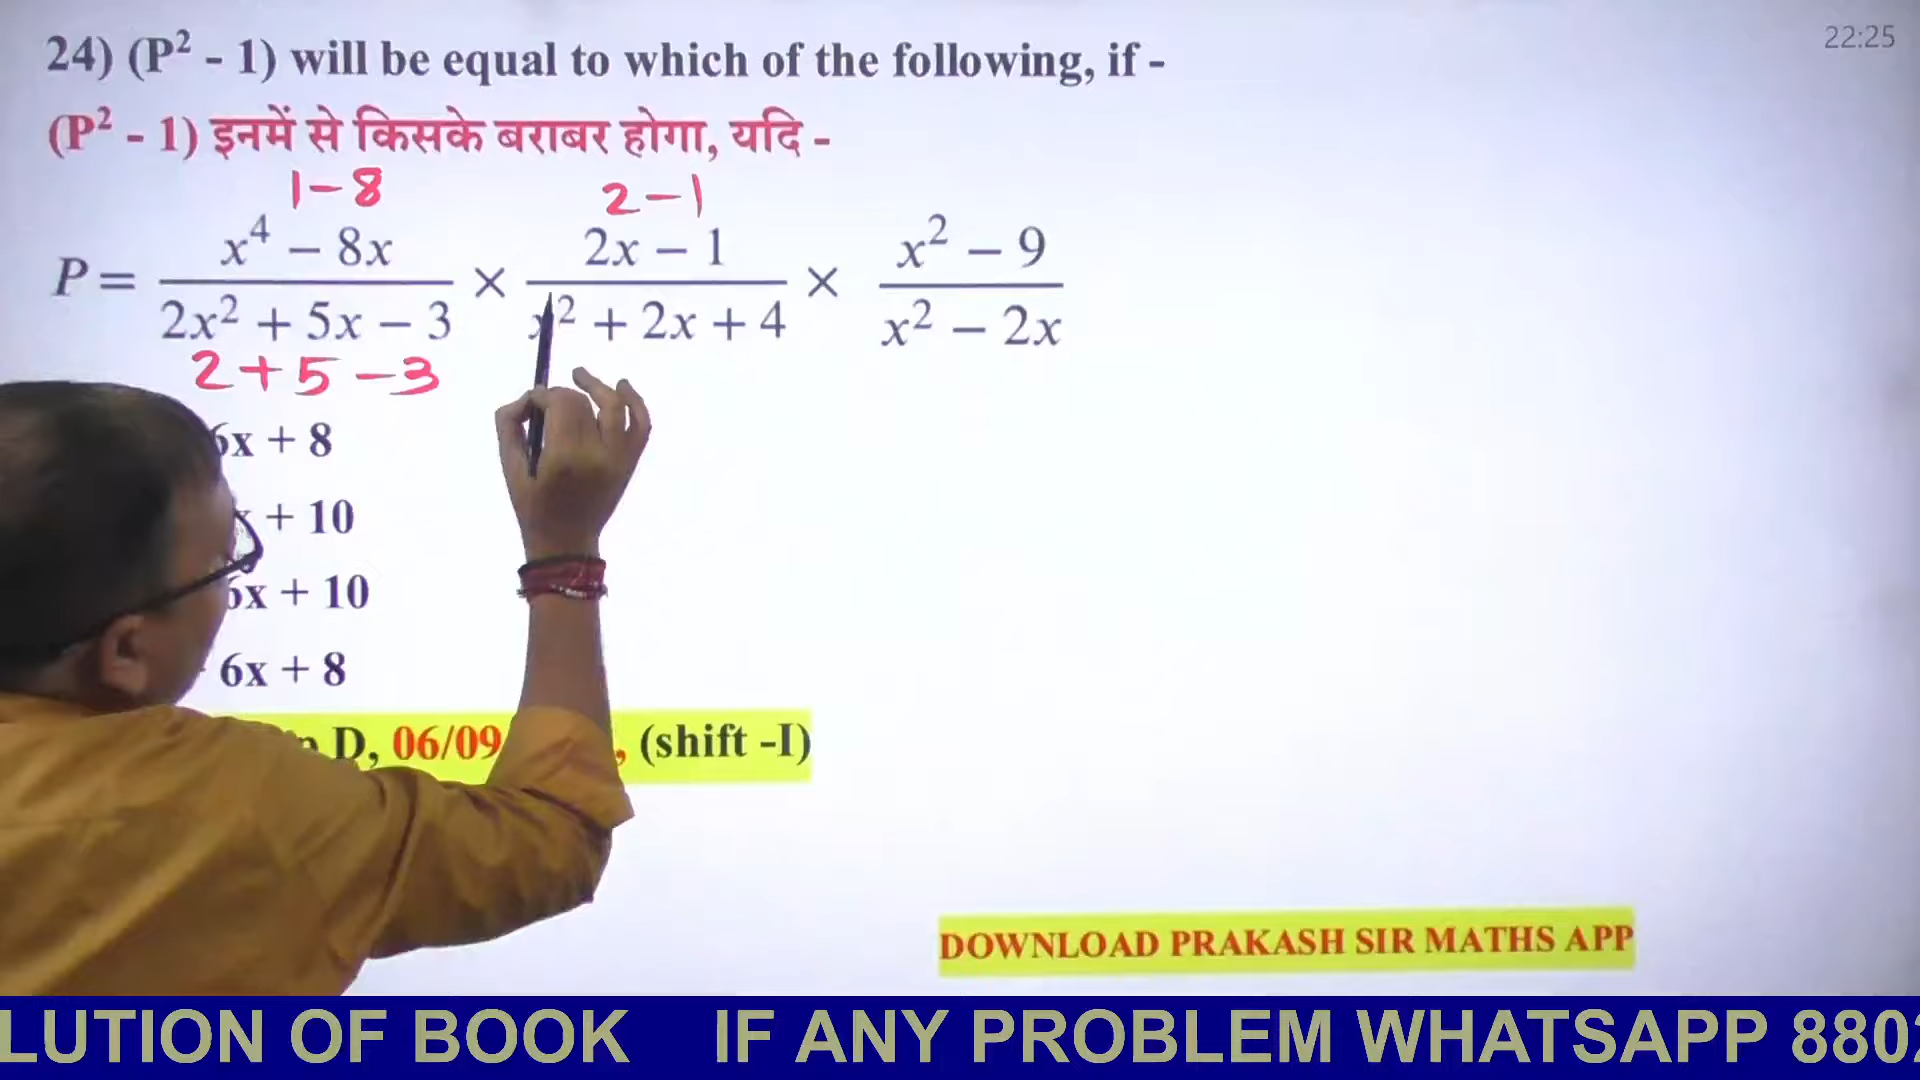 22:25
24) (P² - 1) will be equal to which of the following, if -
(P² - 1) इनमें से किसके बराबर होगा, यदि -
1-8 2-1
P = (x⁴ − 8x)/(2x² + 5x − 3) × (2x − 1)/(x² + 2x + 4) × (x² − 9)/(x² − 2x)
2+5-3
6x + 8
+ 10
6x + 10
6x + 8
D, 06/09 , (shift -I)
DOWNLOAD PRAKASH SIR MATHS APP
LUTION OF BOOK IF ANY PROBLEM WHATSAPP 880